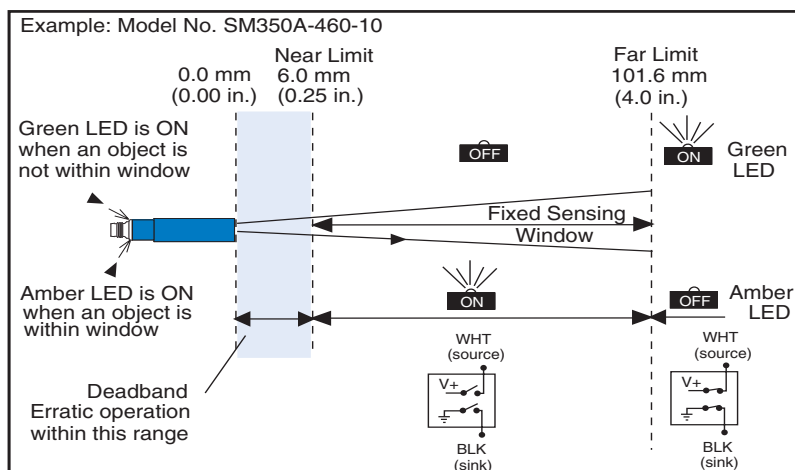 Example: Model No. SM350A-460-10
0.0 mm
(0.00 in.)
Near Limit
6.0 mm
(0.25 in.)
Far Limit
101.6 mm
(4.0 in.)
Green LED is ON
when an object is
not within window
OFF
ON
Green
LED
Fixed Sensing
Window
Amber LED is ON
when an object is
within window
ON
OFF
Amber
LED
Deadband
Erratic operation
within this range
WHT
(source)
V+
BLK
(sink)
WHT
(source)
V+
BLK
(sink)